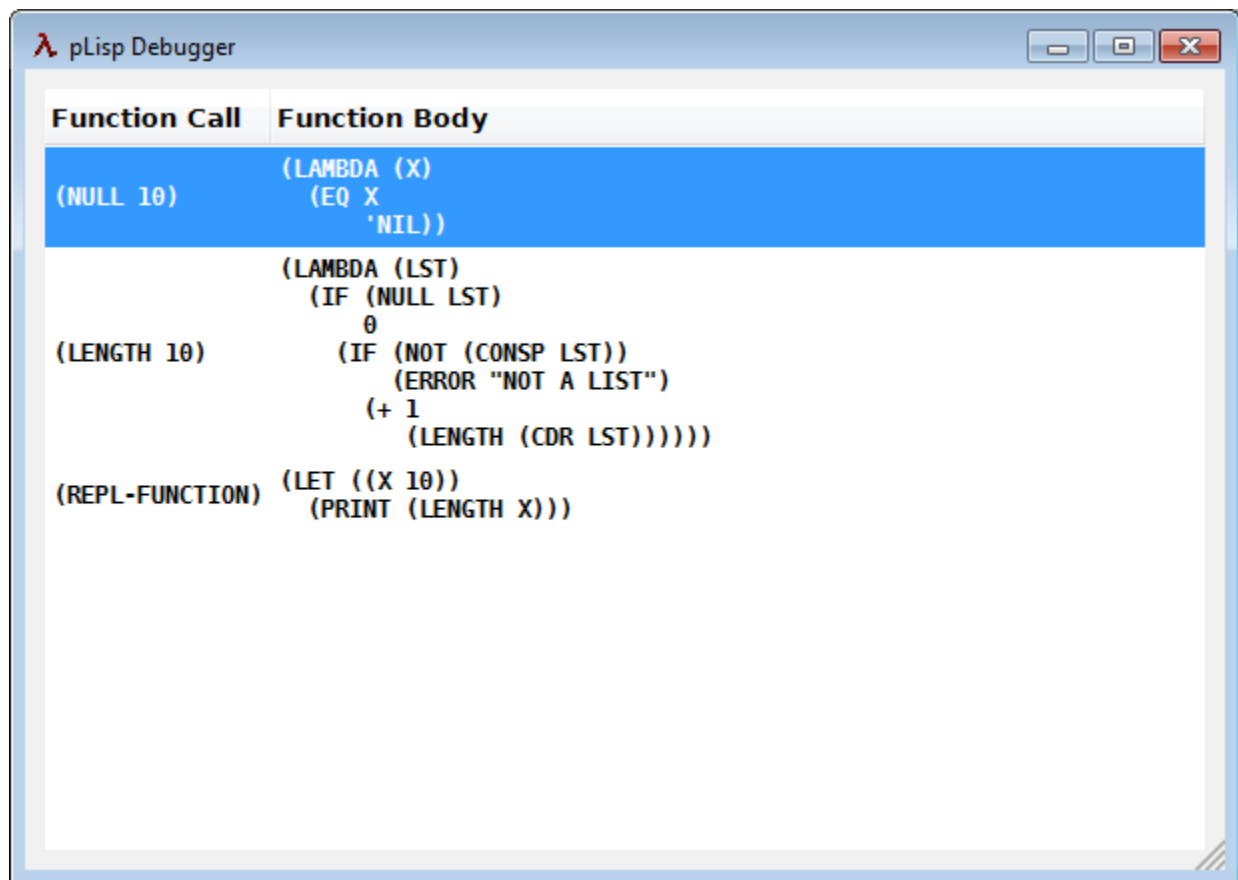 pLisp Debugger
Function Call Function Body
(LAMBDA (X)
(NULL 10) (EQ X
'NIL))
(LAMBDA (LST)
(IF (NULL LST)
0
(LENGTH 10) (IF (NOT (CONSP LST))
(ERROR "NOT A LIST")
(+ 1
(LENGTH (CDR LST))))))
(REPL-FUNCTION) (LET ((X 10))
(PRINT (LENGTH X)))